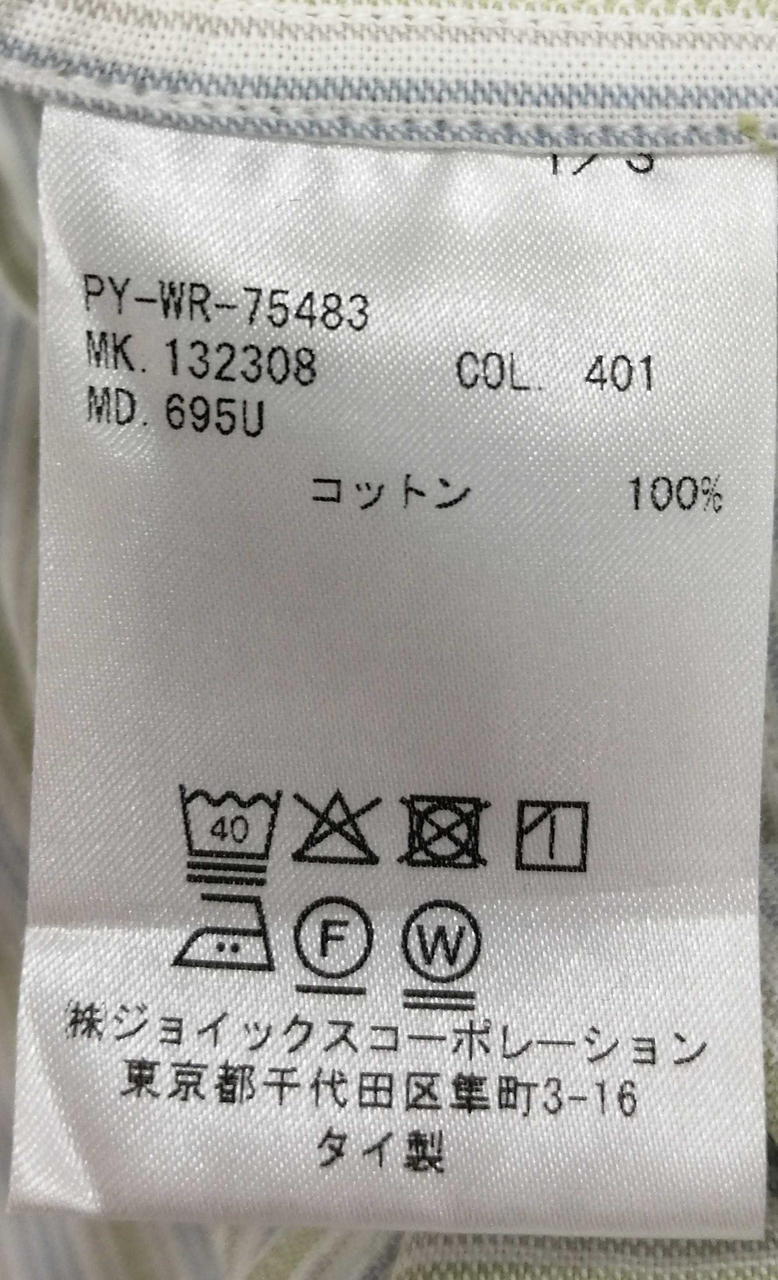 PY-WR-75483
MK. 132308 COL. 401
MD. 695U
コットン 100%
40
F W
㈱ジョイックスコーポレーション
東京都千代田区隼町3-16
タイ製